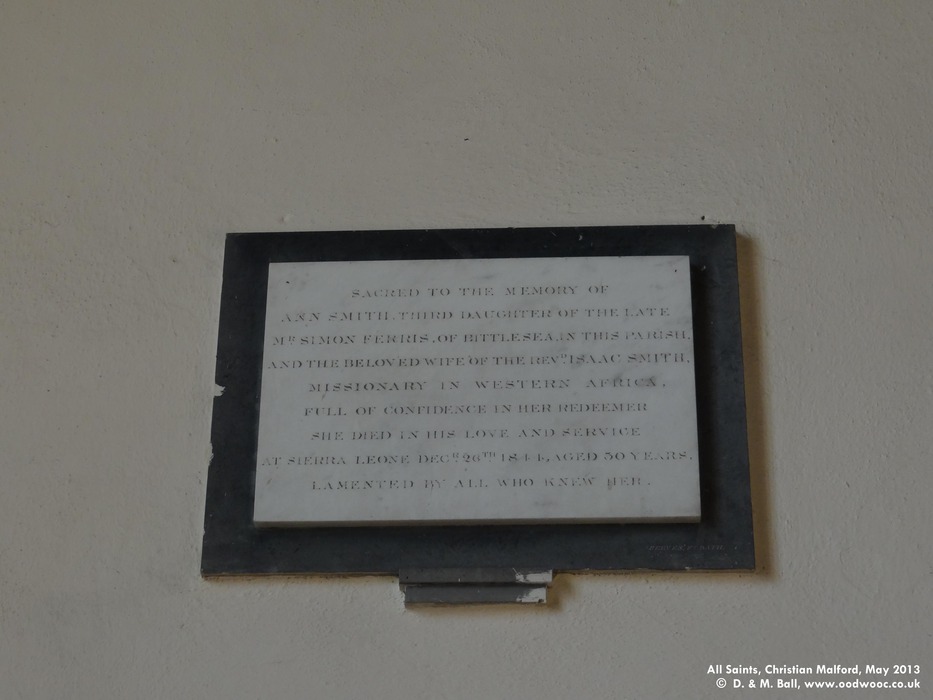 SACRED TO THE MEMORY OF
ANN SMITH, THIRD DAUGHTER OF THE LATE
MR SIMON FERRIS, OF BITTLESEA, IN THIS PARISH,
AND THE BELOVED WIFE OF THE REVD ISAAC SMITH,
MISSIONARY IN WESTERN AFRICA,
FULL OF CONFIDENCE IN HER REDEEMER
SHE DIED IN HIS LOVE AND SERVICE
AT SIERRA LEONE DECR 26TH 1844, AGED 50 YEARS,
LAMENTED BY ALL WHO KNEW HER.
All Saints, Christian Malford, May 2013
© D. & M. Ball, www.oodwooc.co.uk